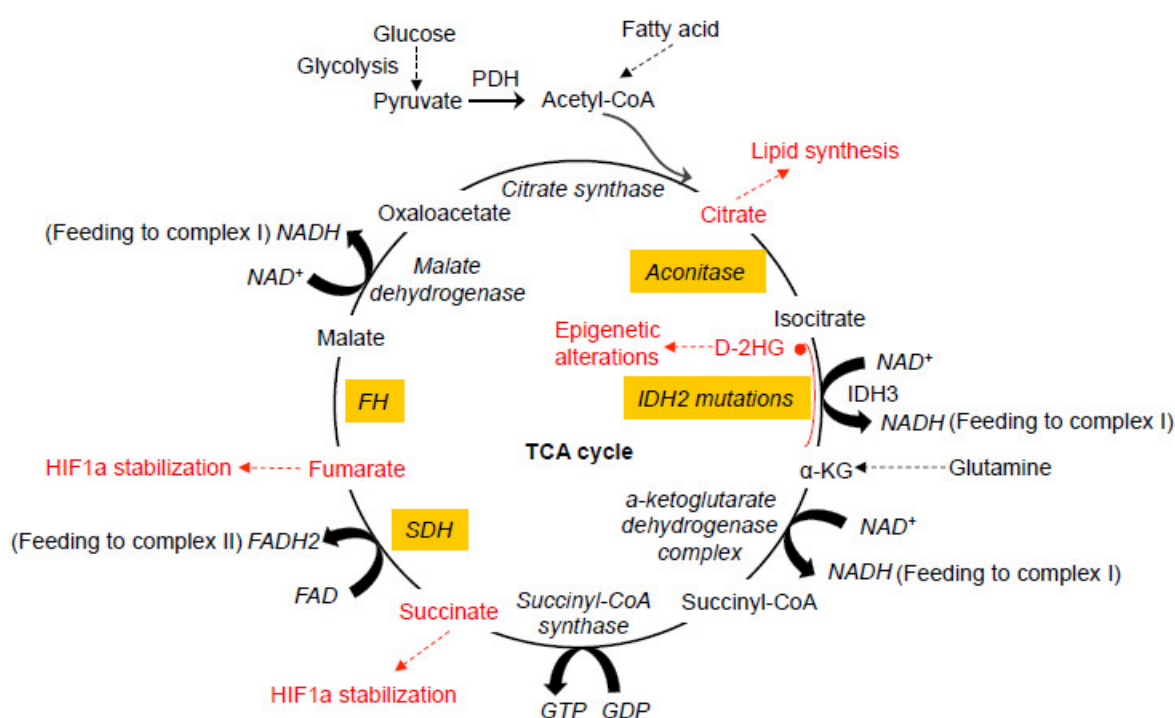 Glucose
Fatty acid
Glycolysis
PDH
Pyruvate
Acetyl-CoA
Lipid synthesis
Citrate synthase
Citrate
Oxaloacetate
(Feeding to complex I) NADH
NAD+
Malate
dehydrogenase
Aconitase
Isocitrate
Malate
Epigenetic
alterations
D-2HG
NAD+
IDH3
FH
IDH2 mutations
NADH (Feeding to complex I)
TCA cycle
HIF1a stabilization
Fumarate
α-KG
Glutamine
a-ketoglutarate
dehydrogenase
complex
SDH
NAD+
(Feeding to complex II) FADH2
NADH (Feeding to complex I)
FAD
Succinate
Succinyl-CoA
synthase
Succinyl-CoA
HIF1a stabilization
GTP
GDP